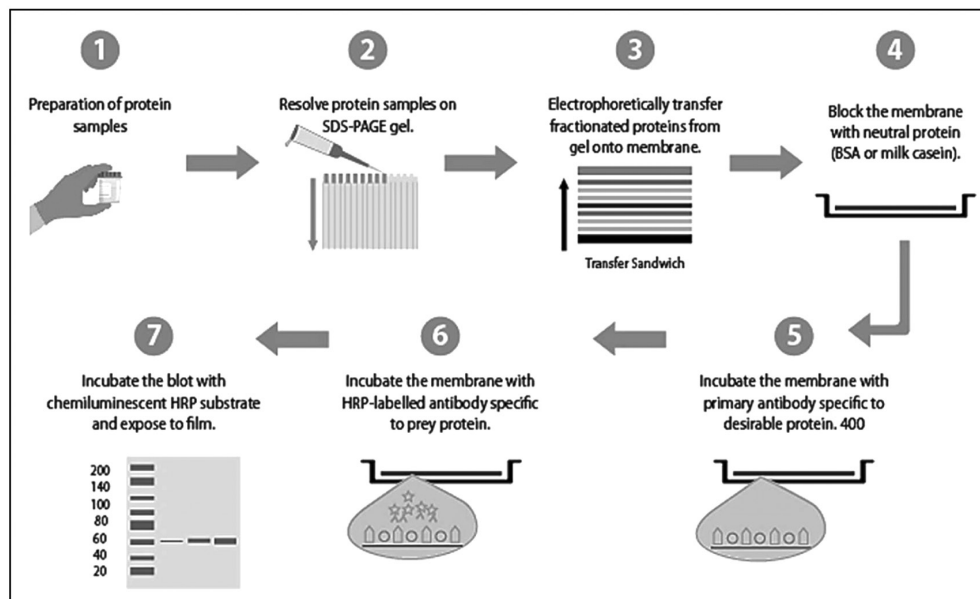 1
Preparation of protein
samples
2
Resolve protein samples on
SDS-PAGE gel.
3
Electrophoretically transfer
fractionated proteins from
gel onto membrane.
Transfer Sandwich
4
Block the membrane
with neutral protein
(BSA or milk casein).
5
Incubate the membrane with
primary antibody specific to
desirable protein. 400
6
Incubate the membrane with
HRP-labelled antibody specific
to prey protein.
7
Incubate the blot with
chemiluminescent HRP substrate
and expose to film.
200
140
100
80
60
40
20